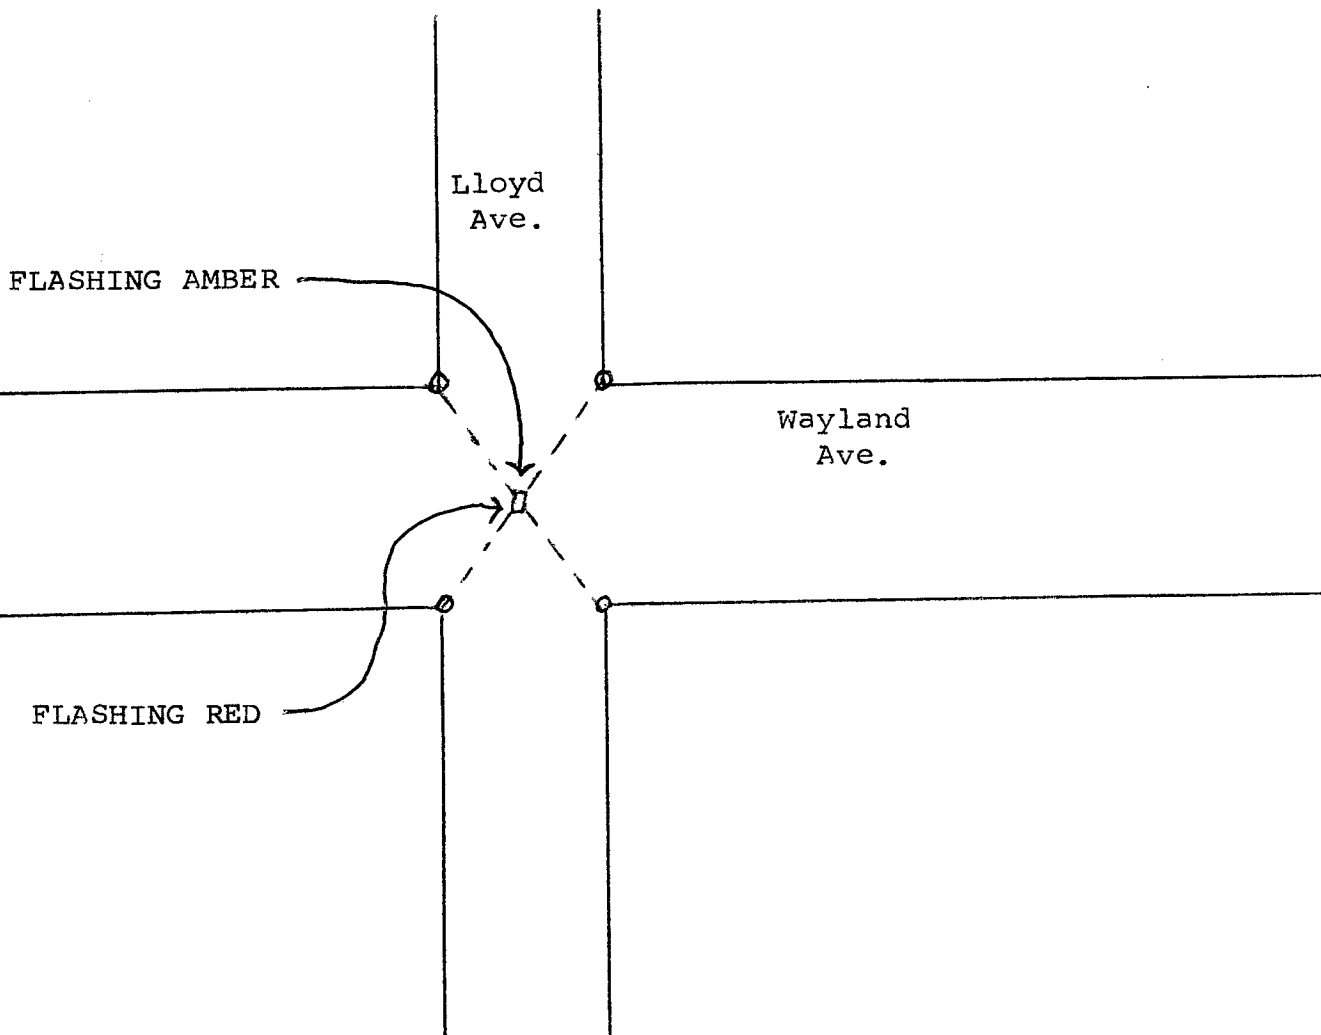 Lloyd
Ave.
FLASHING AMBER
Wayland
Ave.
FLASHING RED